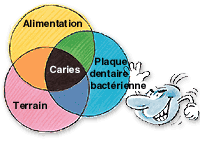 Alimentation
Plaque
dentaire
bactérienne
Caries
Terrain